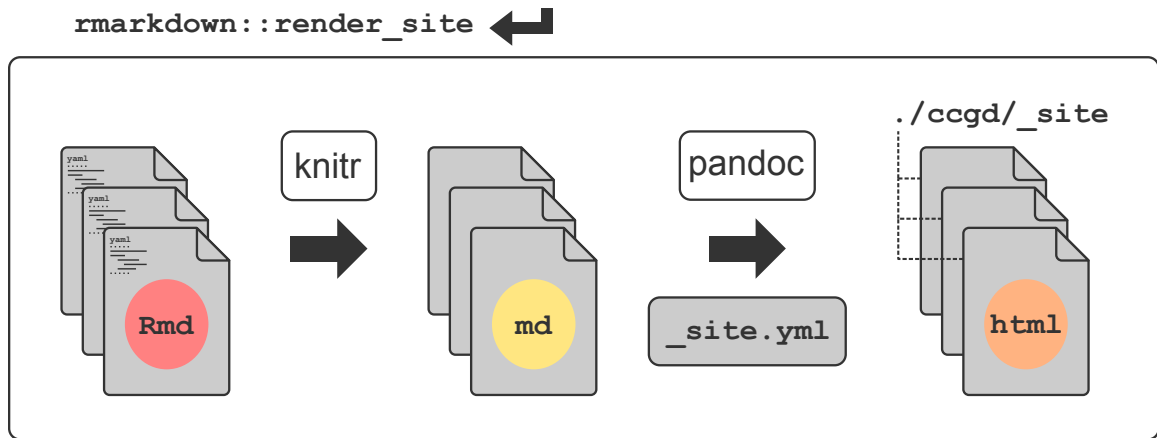 rmarkdown::render_site
./ccgd/_site
knitr
pandoc
yaml
yaml
yaml
Rmd
md
_site.yml
html